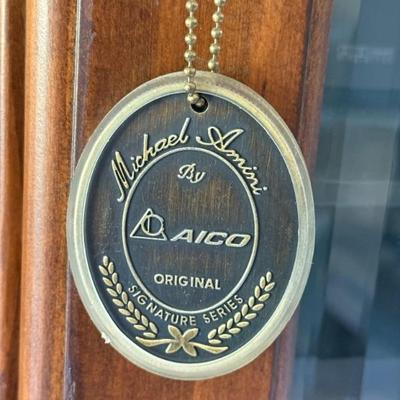 Michael Amini
By
AICO
ORIGINAL
SIGNATURE SERIES